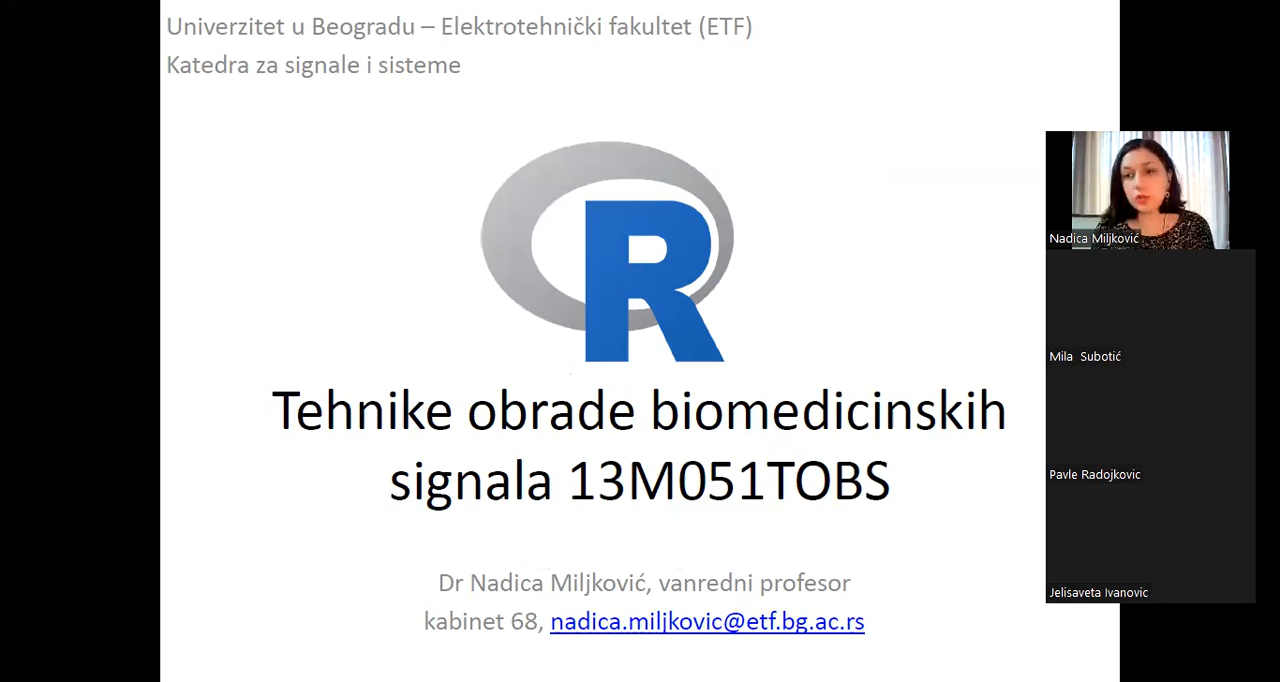 Univerzitet u Beogradu – Elektrotehnički fakultet (ETF)
Katedra za signale i sisteme
R
Tehnike obrade biomedicinskih
signala 13M051TOBS
Dr Nadica Miljković, vanredni profesor
kabinet 68, nadica.miljkovic@etf.bg.ac.rs
Nadica Miljković
Mila Subotić
Pavle Radojkovic
Jelisaveta Ivanovic